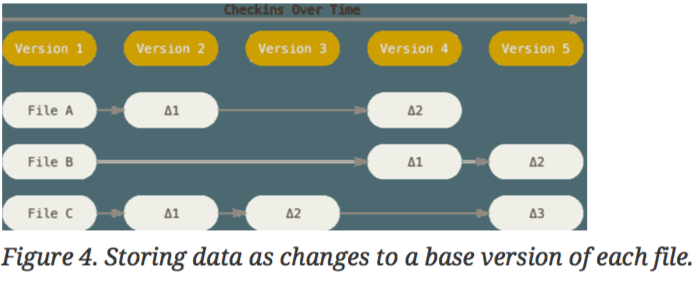 Checkins Over Time
Version 1 Version 2 Version 3 Version 4 Version 5
File A Δ1 Δ2
File B Δ1 Δ2
File C Δ1 Δ2 Δ3
Figure 4. Storing data as changes to a base version of each file.